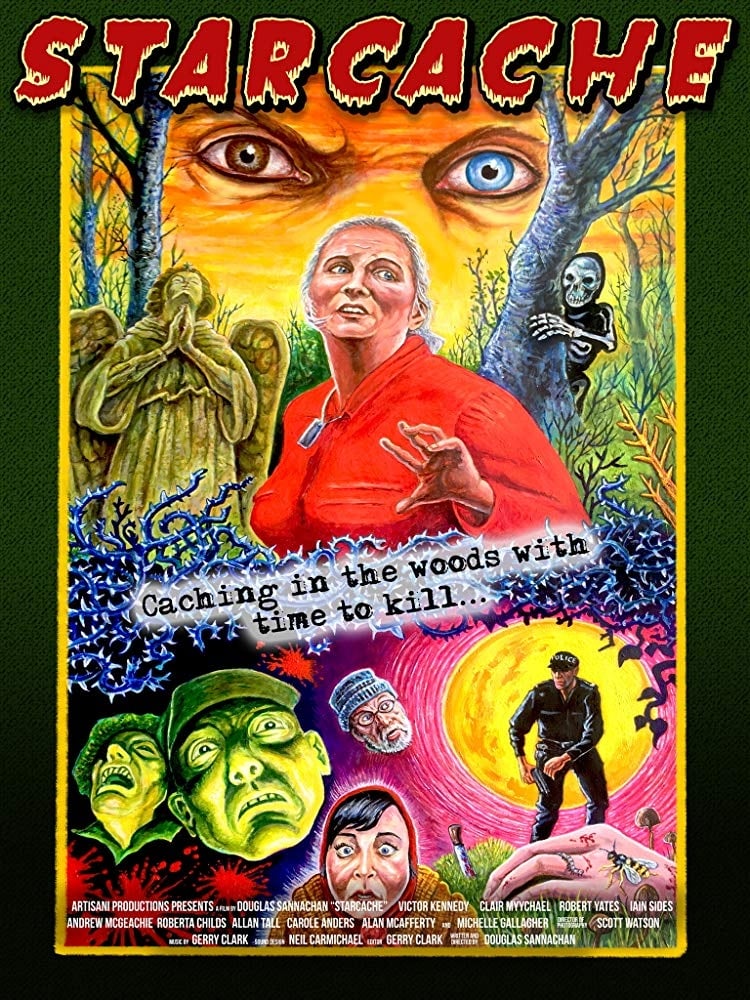 STARCACHE
Caching in the woods with
time to kill...
POLICE
ARTISANI PRODUCTIONS PRESENTS A FILM BY DOUGLAS SANNACHAN "STARCACHE" VICTOR KENNEDY CLAIR MYYCHAEL ROBERT YATES IAIN SIDES
ANDREW MCGEACHIE ROBERTA CHILDS ALLAN TALL CAROLE ANDERS ALAN MCAFFERTY AND MICHELLE GALLAGHER DIRECTOR OF PHOTOGRAPHY SCOTT WATSON
MUSIC BY GERRY CLARK SOUND DESIGN NEIL CARMICHAEL EDITOR GERRY CLARK WRITTEN AND DIRECTED BY DOUGLAS SANNACHAN